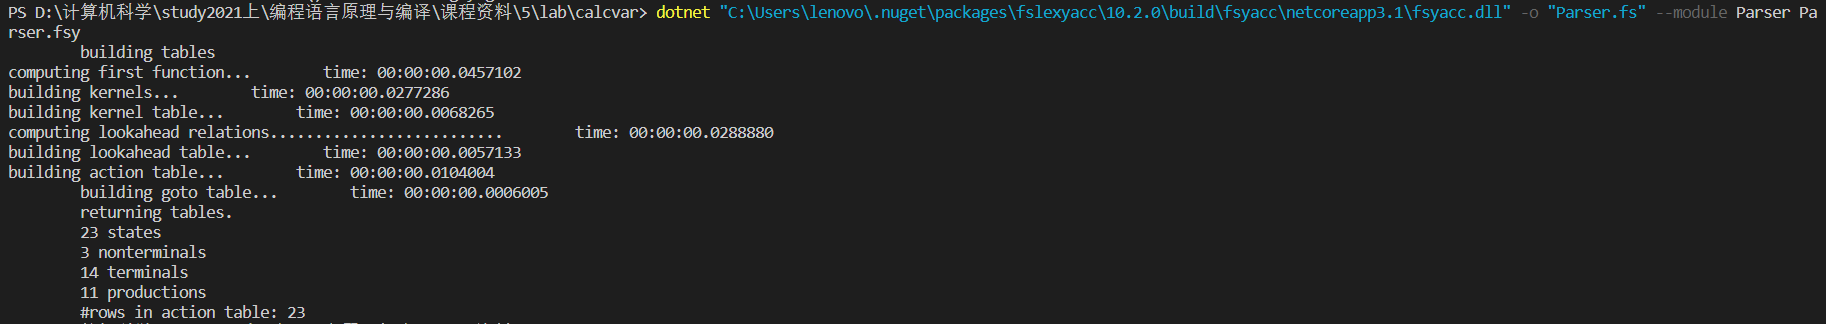 PS D:\计算机科学\study2021上\编程语言原理与编译\课程资料\5\lab\calcvar> dotnet "C:\Users\lenovo\.nuget\packages\fslexyacc\10.2.0\build\fsyacc\netcoreapp3.1\fsyacc.dll" -o "Parser.fs" --module Parser Pa
rser.fsy
building tables
computing first function... time: 00:00:00.0457102
building kernels... time: 00:00:00.0277286
building kernel table... time: 00:00:00.0068265
computing lookahead relations.......................... time: 00:00:00.0288880
building lookahead table... time: 00:00:00.0057133
building action table... time: 00:00:00.0104004
building goto table... time: 00:00:00.0006005
returning tables.
23 states
3 nonterminals
14 terminals
11 productions
#rows in action table: 23